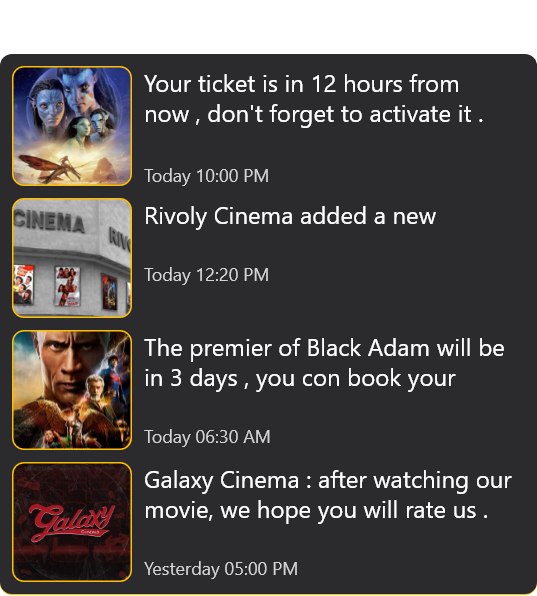 Your ticket is in 12 hours from
now , don't forget to activate it .
Today 10:00 PM
CINEMA
Rivoly Cinema added a new
Today 12:20 PM
The premier of Black Adam will be
in 3 days , you con book your
Today 06:30 AM
Galaxy
CINEMA
Galaxy Cinema : after watching our
movie, we hope you will rate us .
Yesterday 05:00 PM